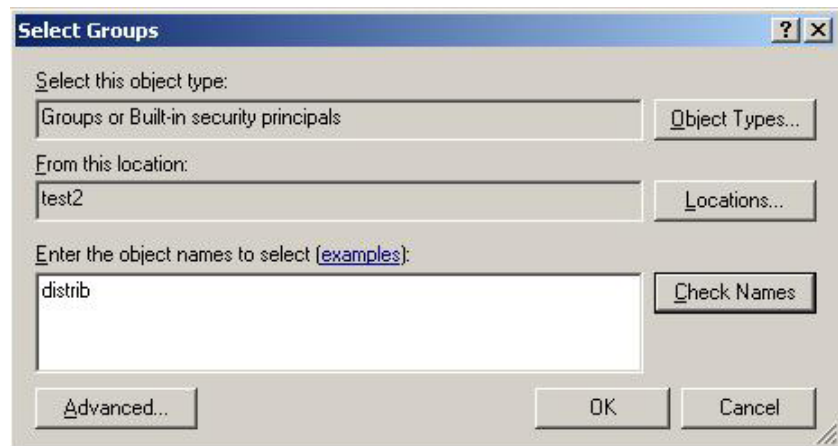 Select Groups
Select this object type:
Groups or Built-in security principals
Object Types...
From this location:
test2
Locations...
Enter the object names to select (examples):
distrib
Check Names
Advanced...
OK
Cancel